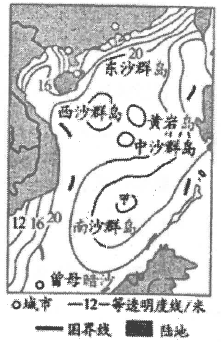 20
东沙群岛
16
西沙群岛
黄岩岛
中沙群岛
甲
12 16 20
南沙群岛
曾母暗沙
城市 —12—等透明度线/米
国界线 陆地